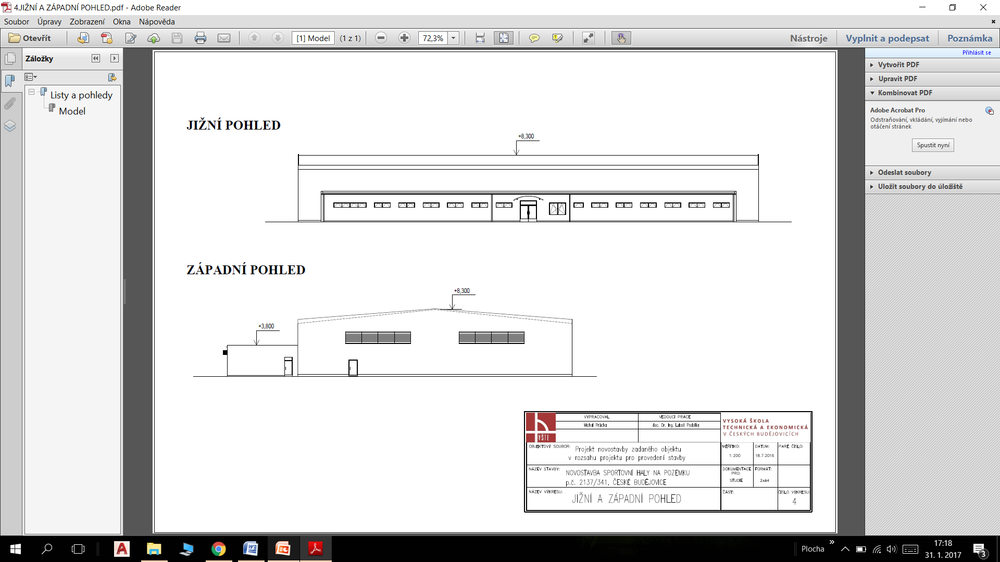 4.JIŽNÍ A ZÁPADNÍ POHLED.pdf - Adobe Reader
Soubor Úpravy Zobrazení Okna Nápověda
Otevřít [1] Model (1 z 1) 72,3% Nástroje Vyplnit a podepsat Poznámka
Záložky
Listy a pohledy
Model
JIŽNÍ POHLED
+8,300
ZÁPADNÍ POHLED
+8,300
+3,800
VYPRACOVAL VEDOUCÍ PRÁCE
Michal Průcha doc. Dr. Ing. Luboš Podolka
VŠTE
VYSOKÁ ŠKOLA
TECHNICKÁ A EKONOMICKÁ
V ČESKÝCH BUDĚJOVICÍCH
OBJEKTOVÝ SOUBOR: Projekt novostavby zadaného objektu
v rozsahu projektu pro provedení stavby
MĚŘÍTKO: DATUM: PARÉ ČÍSLO:
1:200 18.7.2016
NÁZEV STAVBY: NOVOSTAVBA SPORTOVNÍ HALY NA POZEMKU
p.č. 2137/341, ČESKÉ BUDĚJOVICE
DOKUMENTACE PRO: FORMÁT:
STUDIE 2xA4
NÁZEV VÝKRESU: JIŽNÍ A ZÁPADNÍ POHLED
ČÁST: ČÍSLO VÝKRESU:
4
Přihlásit se
Vytvořit PDF
Upravit PDF
Kombinovat PDF
Adobe Acrobat Pro
Odstraňování, vkládání, vyjímání nebo
otáčení stránek
Spustit nyní
Odeslat soubory
Uložit soubory do úložiště
Plocha
17:18
31. 1. 2017
3